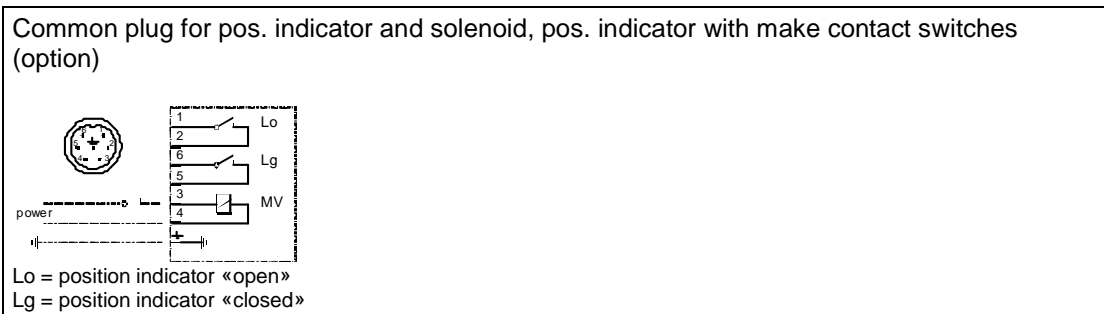 Common plug for pos. indicator and solenoid, pos. indicator with make contact switches
(option)
1
Lo
2
6
Lg
5
3
MV
power
4
Lo = position indicator «open»
Lg = position indicator «closed»